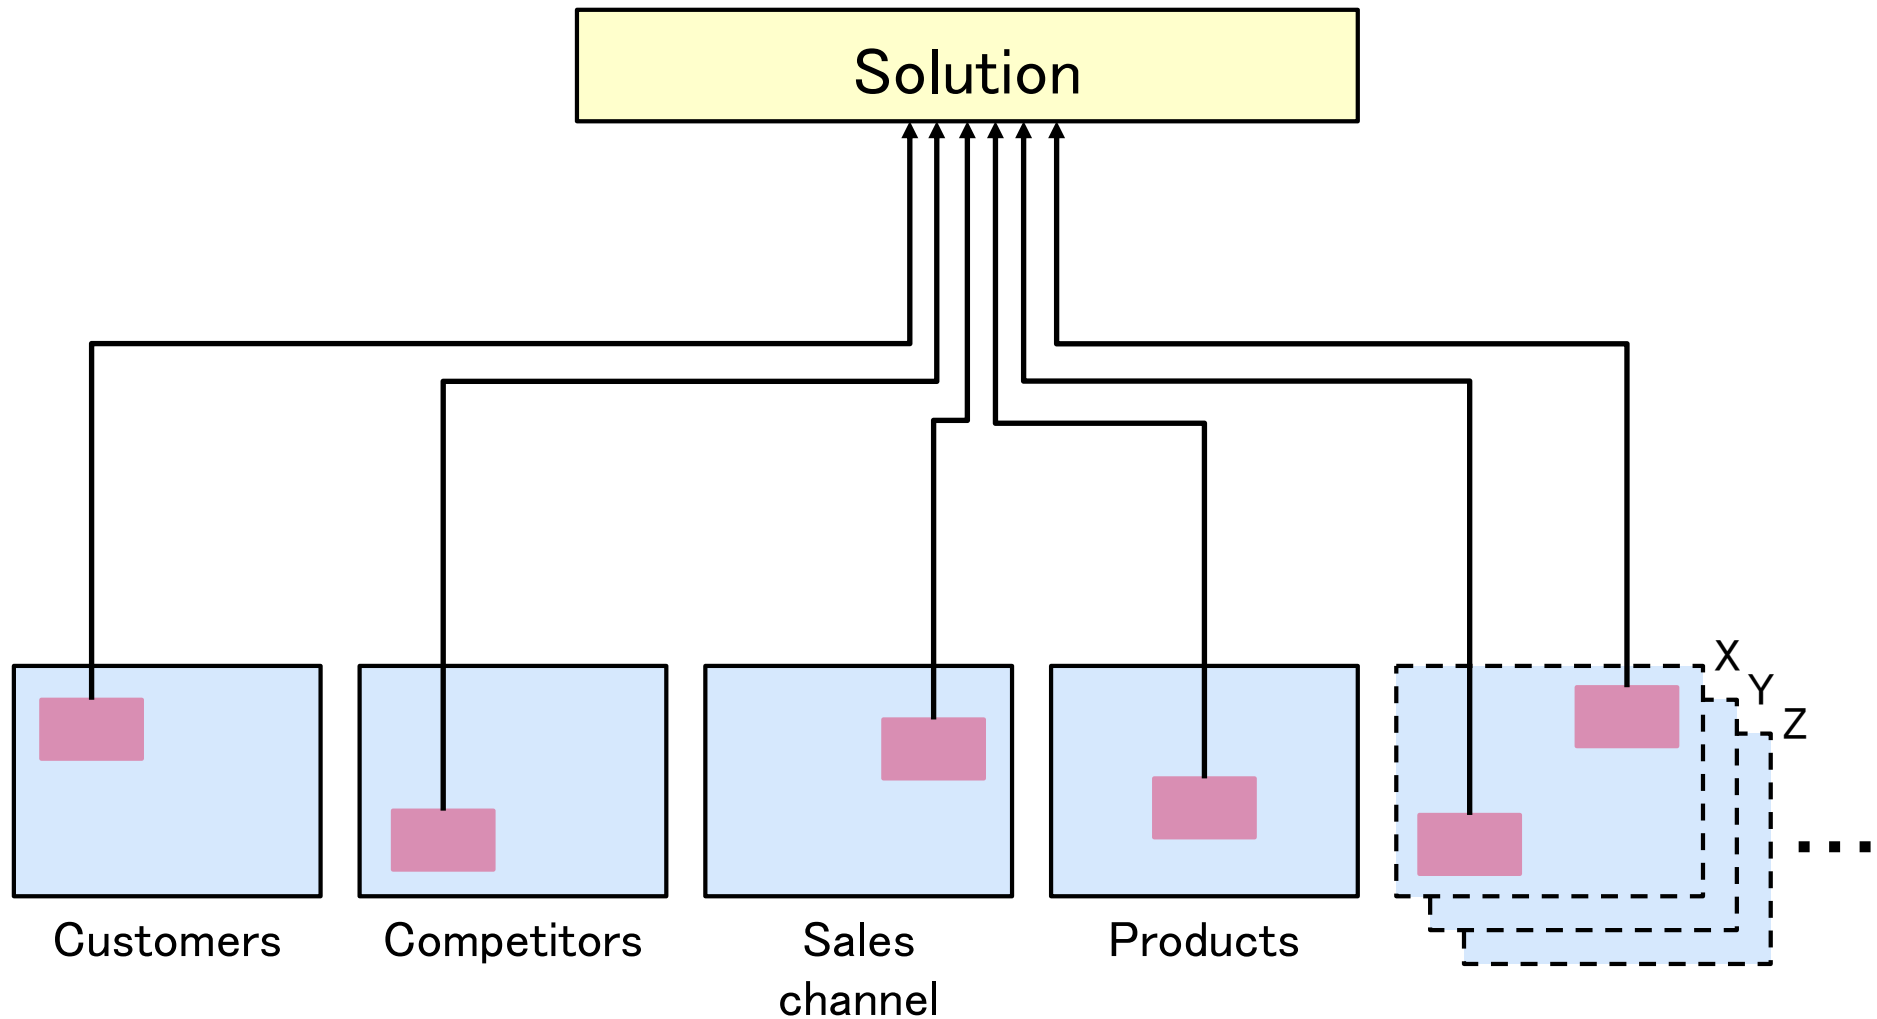 Solution
X
Y
Z
Customers
Competitors
Sales
channel
Products
...